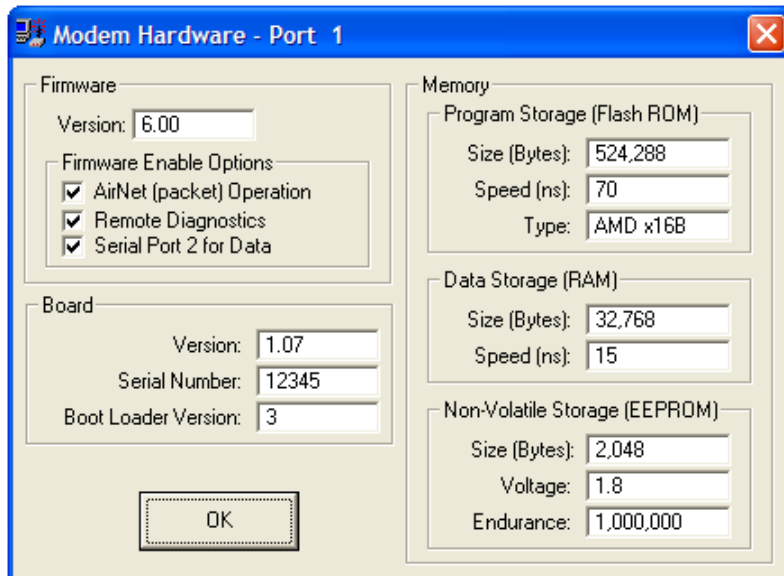 Modem Hardware - Port 1
Firmware
Version: 6.00
Firmware Enable Options
AirNet (packet) Operation
Remote Diagnostics
Serial Port 2 for Data
Board
Version: 1.07
Serial Number: 12345
Boot Loader Version: 3
OK
Memory
Program Storage (Flash ROM)
Size (Bytes): 524,288
Speed (ns): 70
Type: AMD x16B
Data Storage (RAM)
Size (Bytes): 32,768
Speed (ns): 15
Non-Volatile Storage (EEPROM)
Size (Bytes): 2,048
Voltage: 1.8
Endurance: 1,000,000